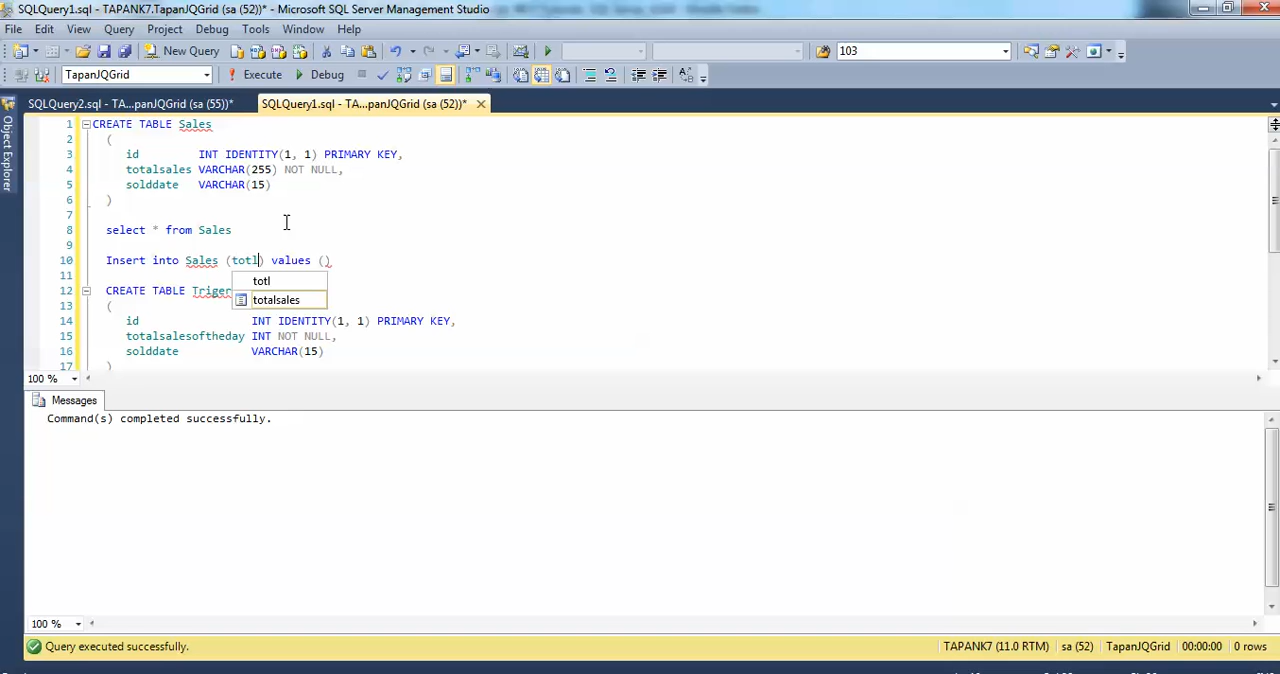 SQLQuery1.sql - TAPANK7.TapanJQGrid (sa (52))* - Microsoft SQL Server Management Studio
File Edit View Query Project Debug Tools Window Help
New Query 103
TapanJQGrid Execute Debug
SQLQuery2.sql - TA...panJQGrid (sa (55))* SQLQuery1.sql - TA...panJQGrid (sa (52))*
Object Explorer
1 CREATE TABLE Sales
2 (
3 id INT IDENTITY(1, 1) PRIMARY KEY,
4 totalsales VARCHAR(255) NOT NULL,
5 solddate VARCHAR(15)
6 )
7
8 select * from Sales
9
10 Insert into Sales (totl) values ()
11 totl
12 CREATE TABLE Triger
totalsales
13 (
14 id INT IDENTITY(1, 1) PRIMARY KEY,
15 totalsalesoftheday INT NOT NULL,
16 solddate VARCHAR(15)
17 )
100 %
Messages
Command(s) completed successfully.
100 %
Query executed successfully. TAPANK7 (11.0 RTM) sa (52) TapanJQGrid 00:00:00 0 rows